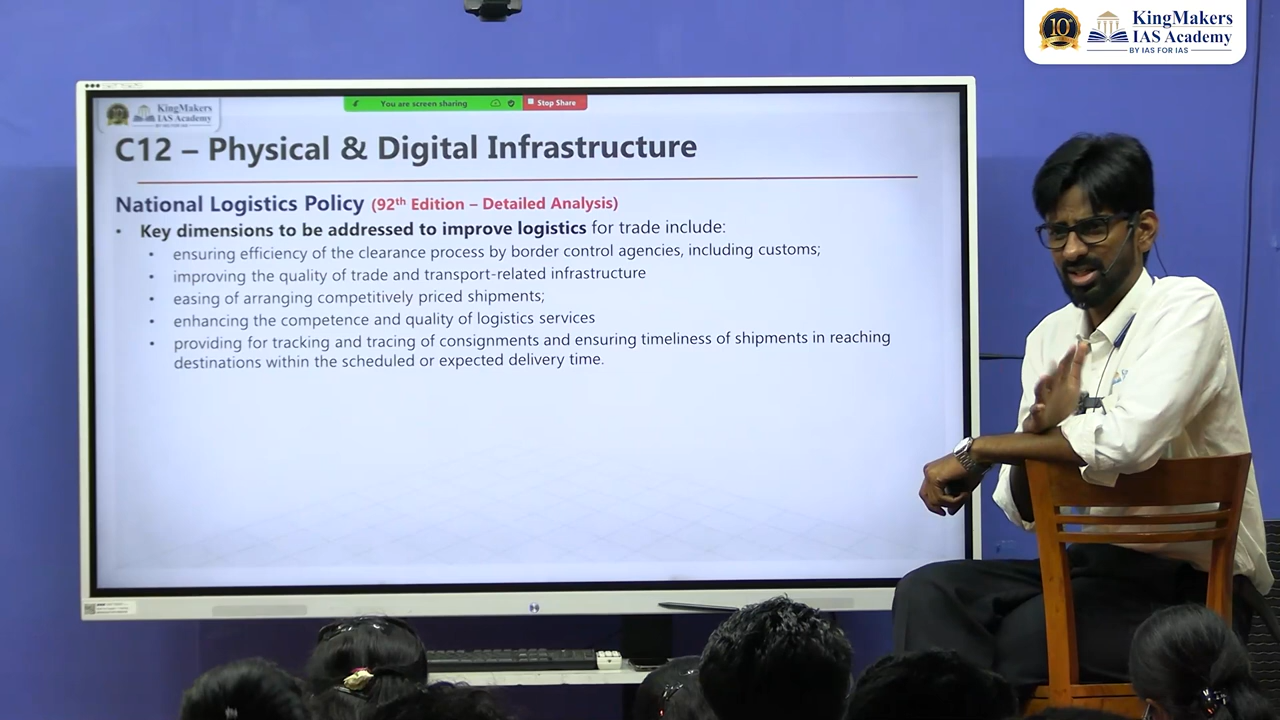 10
KingMakers
IAS Academy
BY IAS FOR IAS
KingMakers
IAS Academy
BY IAS FOR IAS
You are screen sharing
Stop Share
C12 – Physical & Digital Infrastructure
National Logistics Policy (92th Edition – Detailed Analysis)
• Key dimensions to be addressed to improve logistics for trade include:
• ensuring efficiency of the clearance process by border control agencies, including customs;
• improving the quality of trade and transport-related infrastructure
• easing of arranging competitively priced shipments;
• enhancing the competence and quality of logistics services
• providing for tracking and tracing of consignments and ensuring timeliness of shipments in reaching
destinations within the scheduled or expected delivery time.